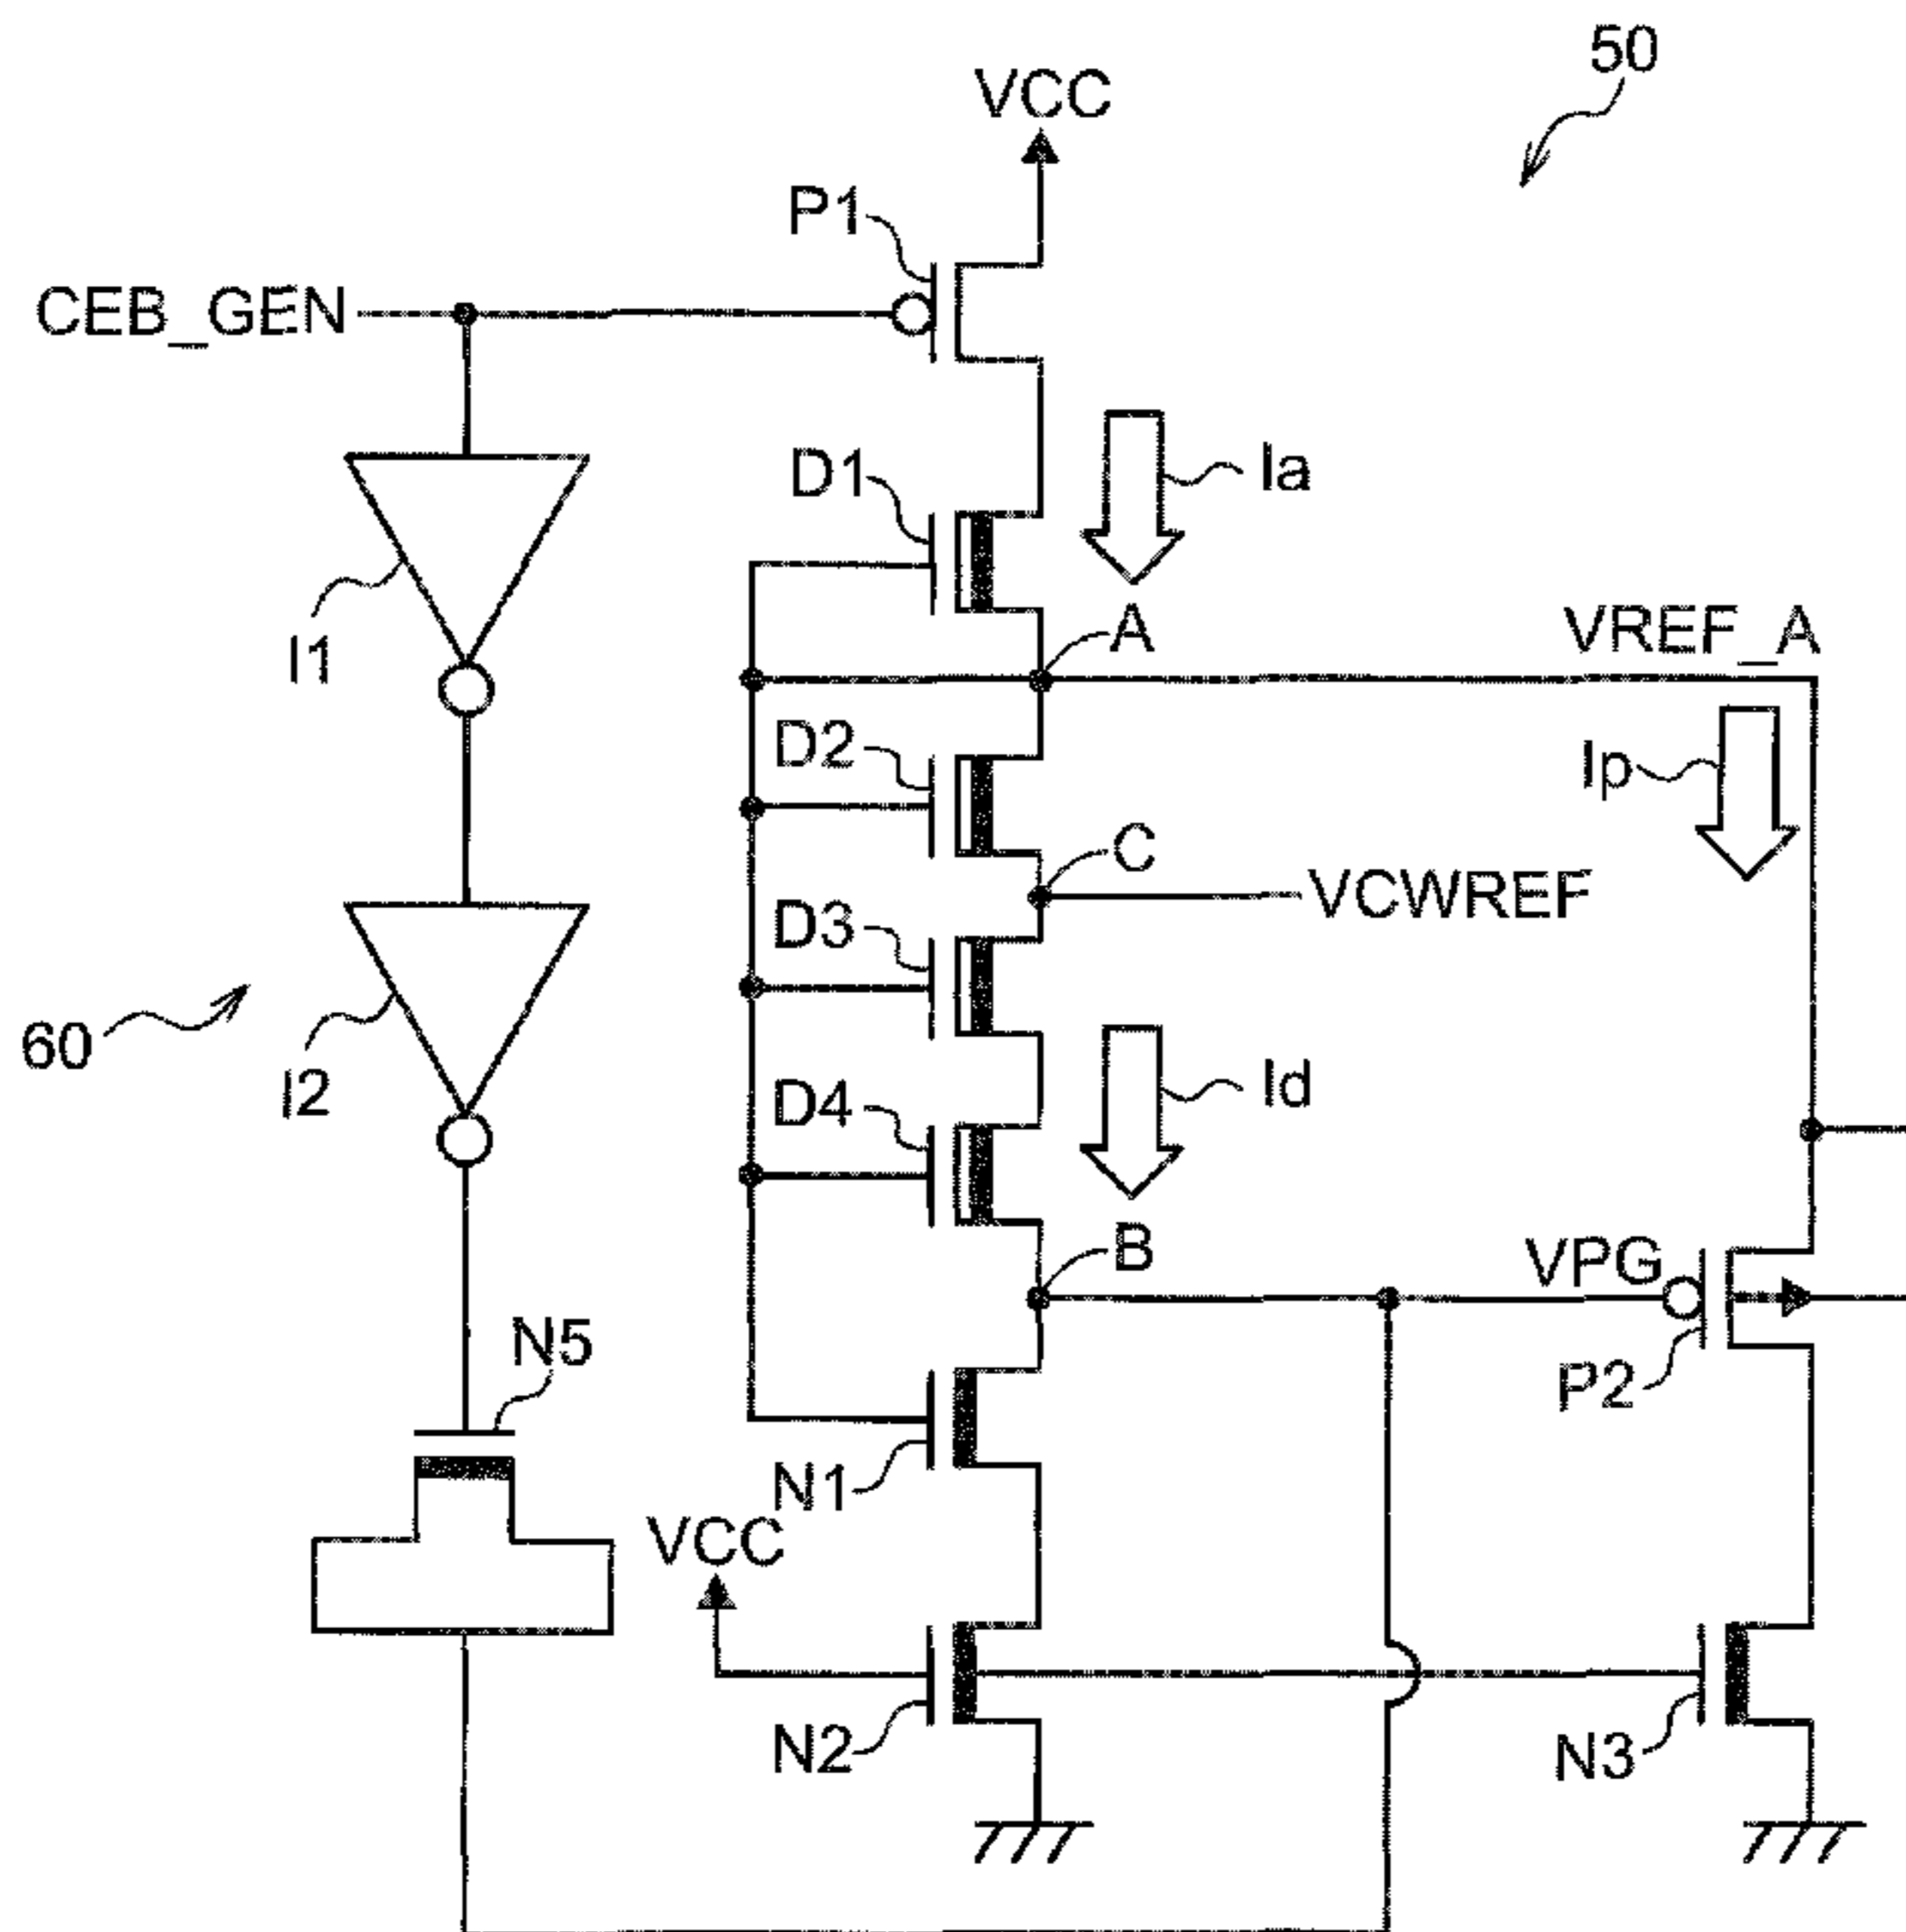 50
VCC
P1
CEB_GEN
D1
Ia
I1
A
VREF_A
D2
Ip
C
VCWREF
D3
60
I2
D4
Id
B
VPG
N5
P2
N1
VCC
N2
N3